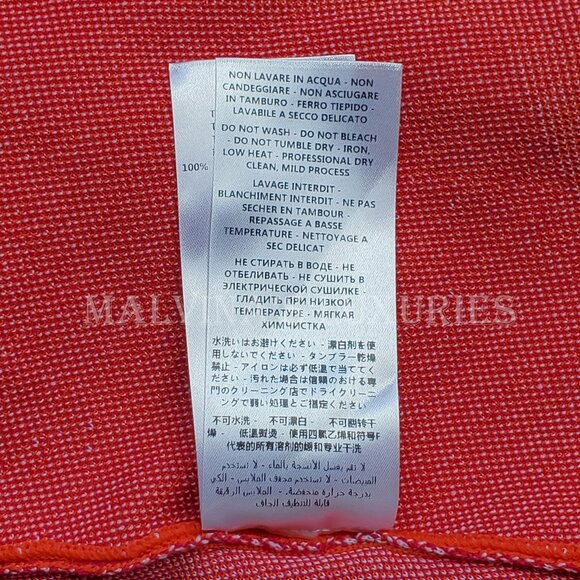 NON LAVARE IN ACQUA - NON
CANDEGGIARE - NON ASCIUGARE
IN TAMBURO - FERRO TIEPIDO -
LAVABILE A SECCO DELICATO
DO NOT WASH - DO NOT BLEACH
- DO NOT TUMBLE DRY - IRON,
LOW HEAT - PROFESSIONAL DRY
CLEAN, MILD PROCESS
100%
LAVAGE INTERDIT -
BLANCHIMENT INTERDIT - NE PAS
SECHER EN TAMBOUR -
REPASSAGE A BASSE
TEMPERATURE - NETTOYAGE A
SEC DELICAT
НЕ СТИРАТЬ В ВОДЕ - НЕ
ОТБЕЛИВАТЬ - НЕ СУШИТЬ В
ЭЛЕКТРИЧЕСКОЙ СУШИЛКЕ -
ГЛАДИТЬ ПРИ НИЗКОЙ
ТЕМПЕРАТУРЕ - МЯГКАЯ
ХИМЧИСТКА
水洗いはお避けください - 漂白剤を使
用しないでください - タンブラー乾燥
禁止 - アイロンは必ず低温で当ててく
ださい - 汚れた場合は信頼のおける専
門のクリーニング店でドライクリーニ
ングで弱い処理とご指定ください
不可水洗 - 不可漂白 - 不可翻转干
燥 - 低温熨烫 - 使用四氯乙烯和符号F
代表的所有溶剂的缓和专业干洗
لا تقم بغسل الأنسجة بالماء - لا تستخدم
المبيضات - لا تستخدم مجفف الملابس - الكي
بدرجة حرارة منخفضة - الملابس الرقيقة
قابلة للتنظيف الجاف